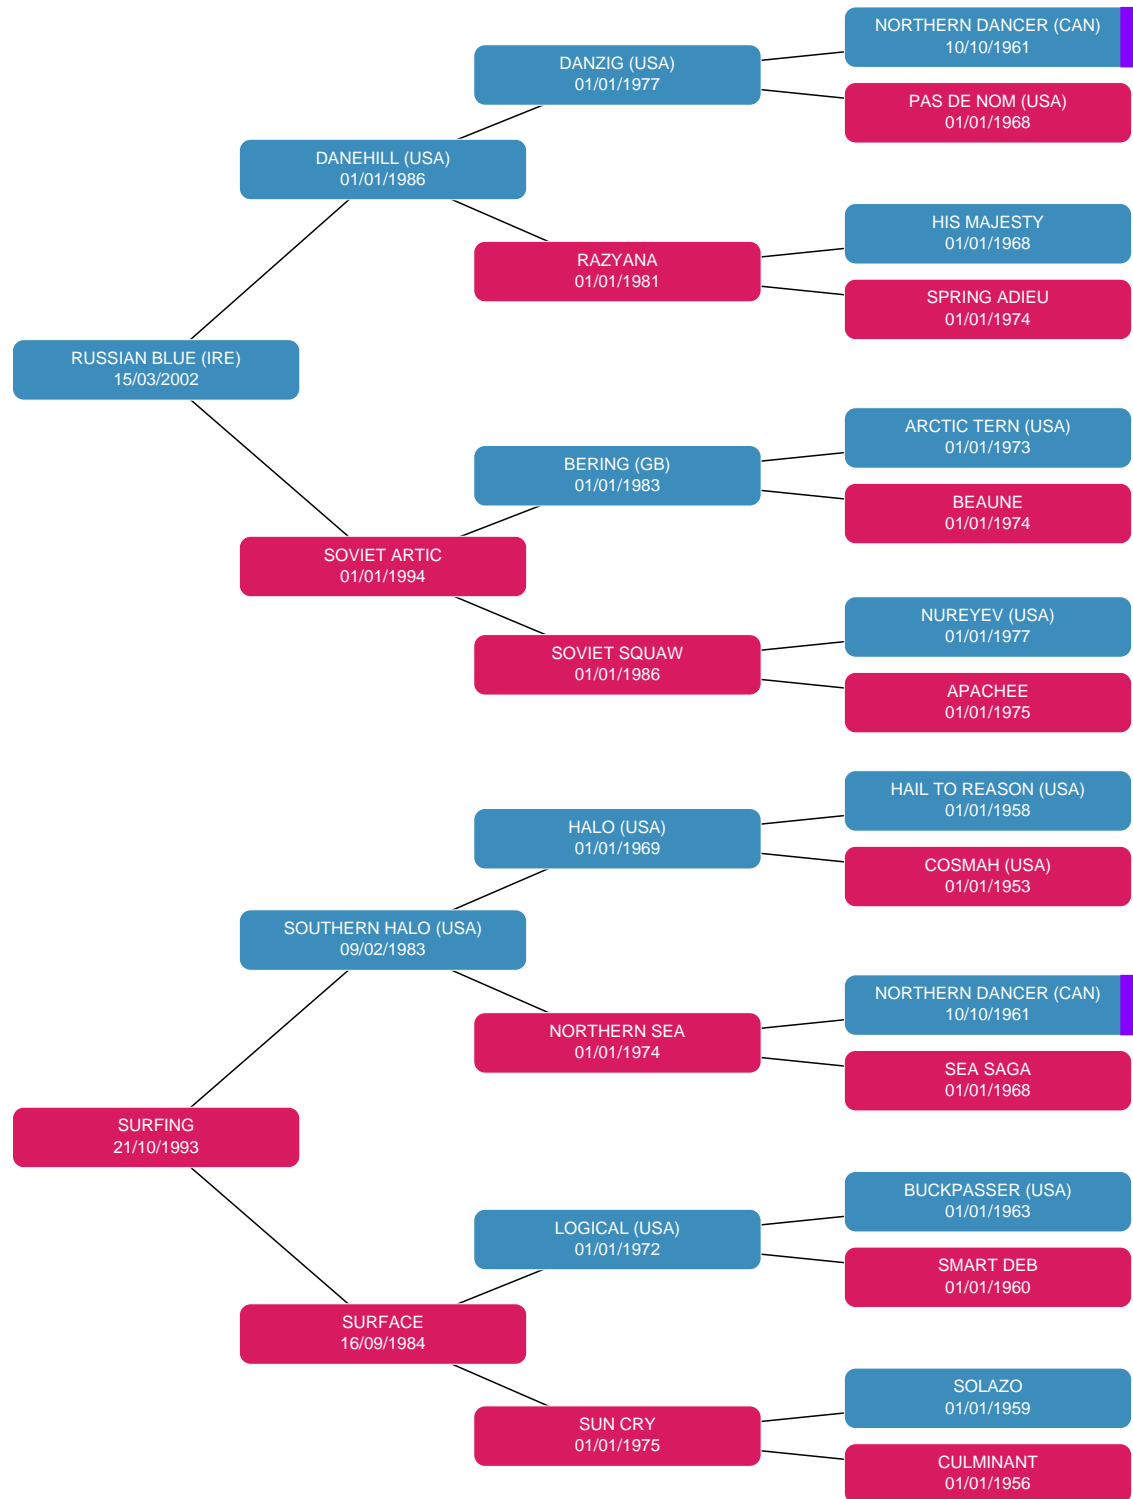 NORTHERN DANCER (CAN)
10/10/1961
DANZIG (USA)
01/01/1977
PAS DE NOM (USA)
01/01/1968
DANEHILL (USA)
01/01/1986
HIS MAJESTY
01/01/1968
RAZYANA
01/01/1981
SPRING ADIEU
01/01/1974
RUSSIAN BLUE (IRE)
15/03/2002
ARCTIC TERN (USA)
01/01/1973
BERING (GB)
01/01/1983
BEAUNE
01/01/1974
SOVIET ARTIC
01/01/1994
NUREYEV (USA)
01/01/1977
SOVIET SQUAW
01/01/1986
APACHEE
01/01/1975
HAIL TO REASON (USA)
01/01/1958
HALO (USA)
01/01/1969
COSMAH (USA)
01/01/1953
SOUTHERN HALO (USA)
09/02/1983
NORTHERN DANCER (CAN)
10/10/1961
NORTHERN SEA
01/01/1974
SEA SAGA
01/01/1968
SURFING
21/10/1993
BUCKPASSER (USA)
01/01/1963
LOGICAL (USA)
01/01/1972
SMART DEB
01/01/1960
SURFACE
16/09/1984
SOLAZO
01/01/1959
SUN CRY
01/01/1975
CULMINANT
01/01/1956